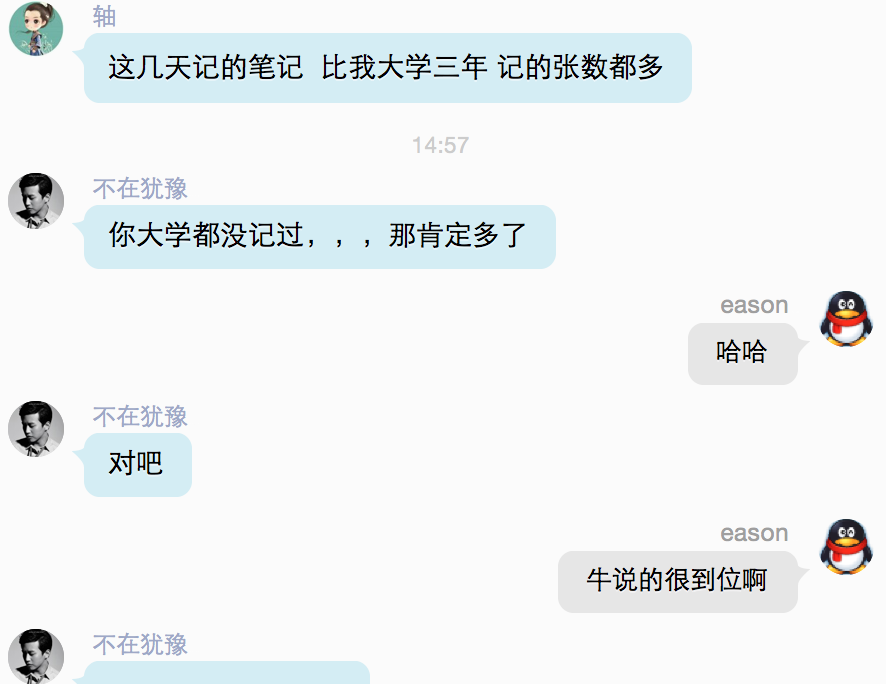 轴
这几天记的笔记 比我大学三年 记的张数都多
14:57
不在犹豫
你大学都没记过，，，那肯定多了
eason
哈哈
不在犹豫
对吧
eason
牛说的很到位啊
不在犹豫